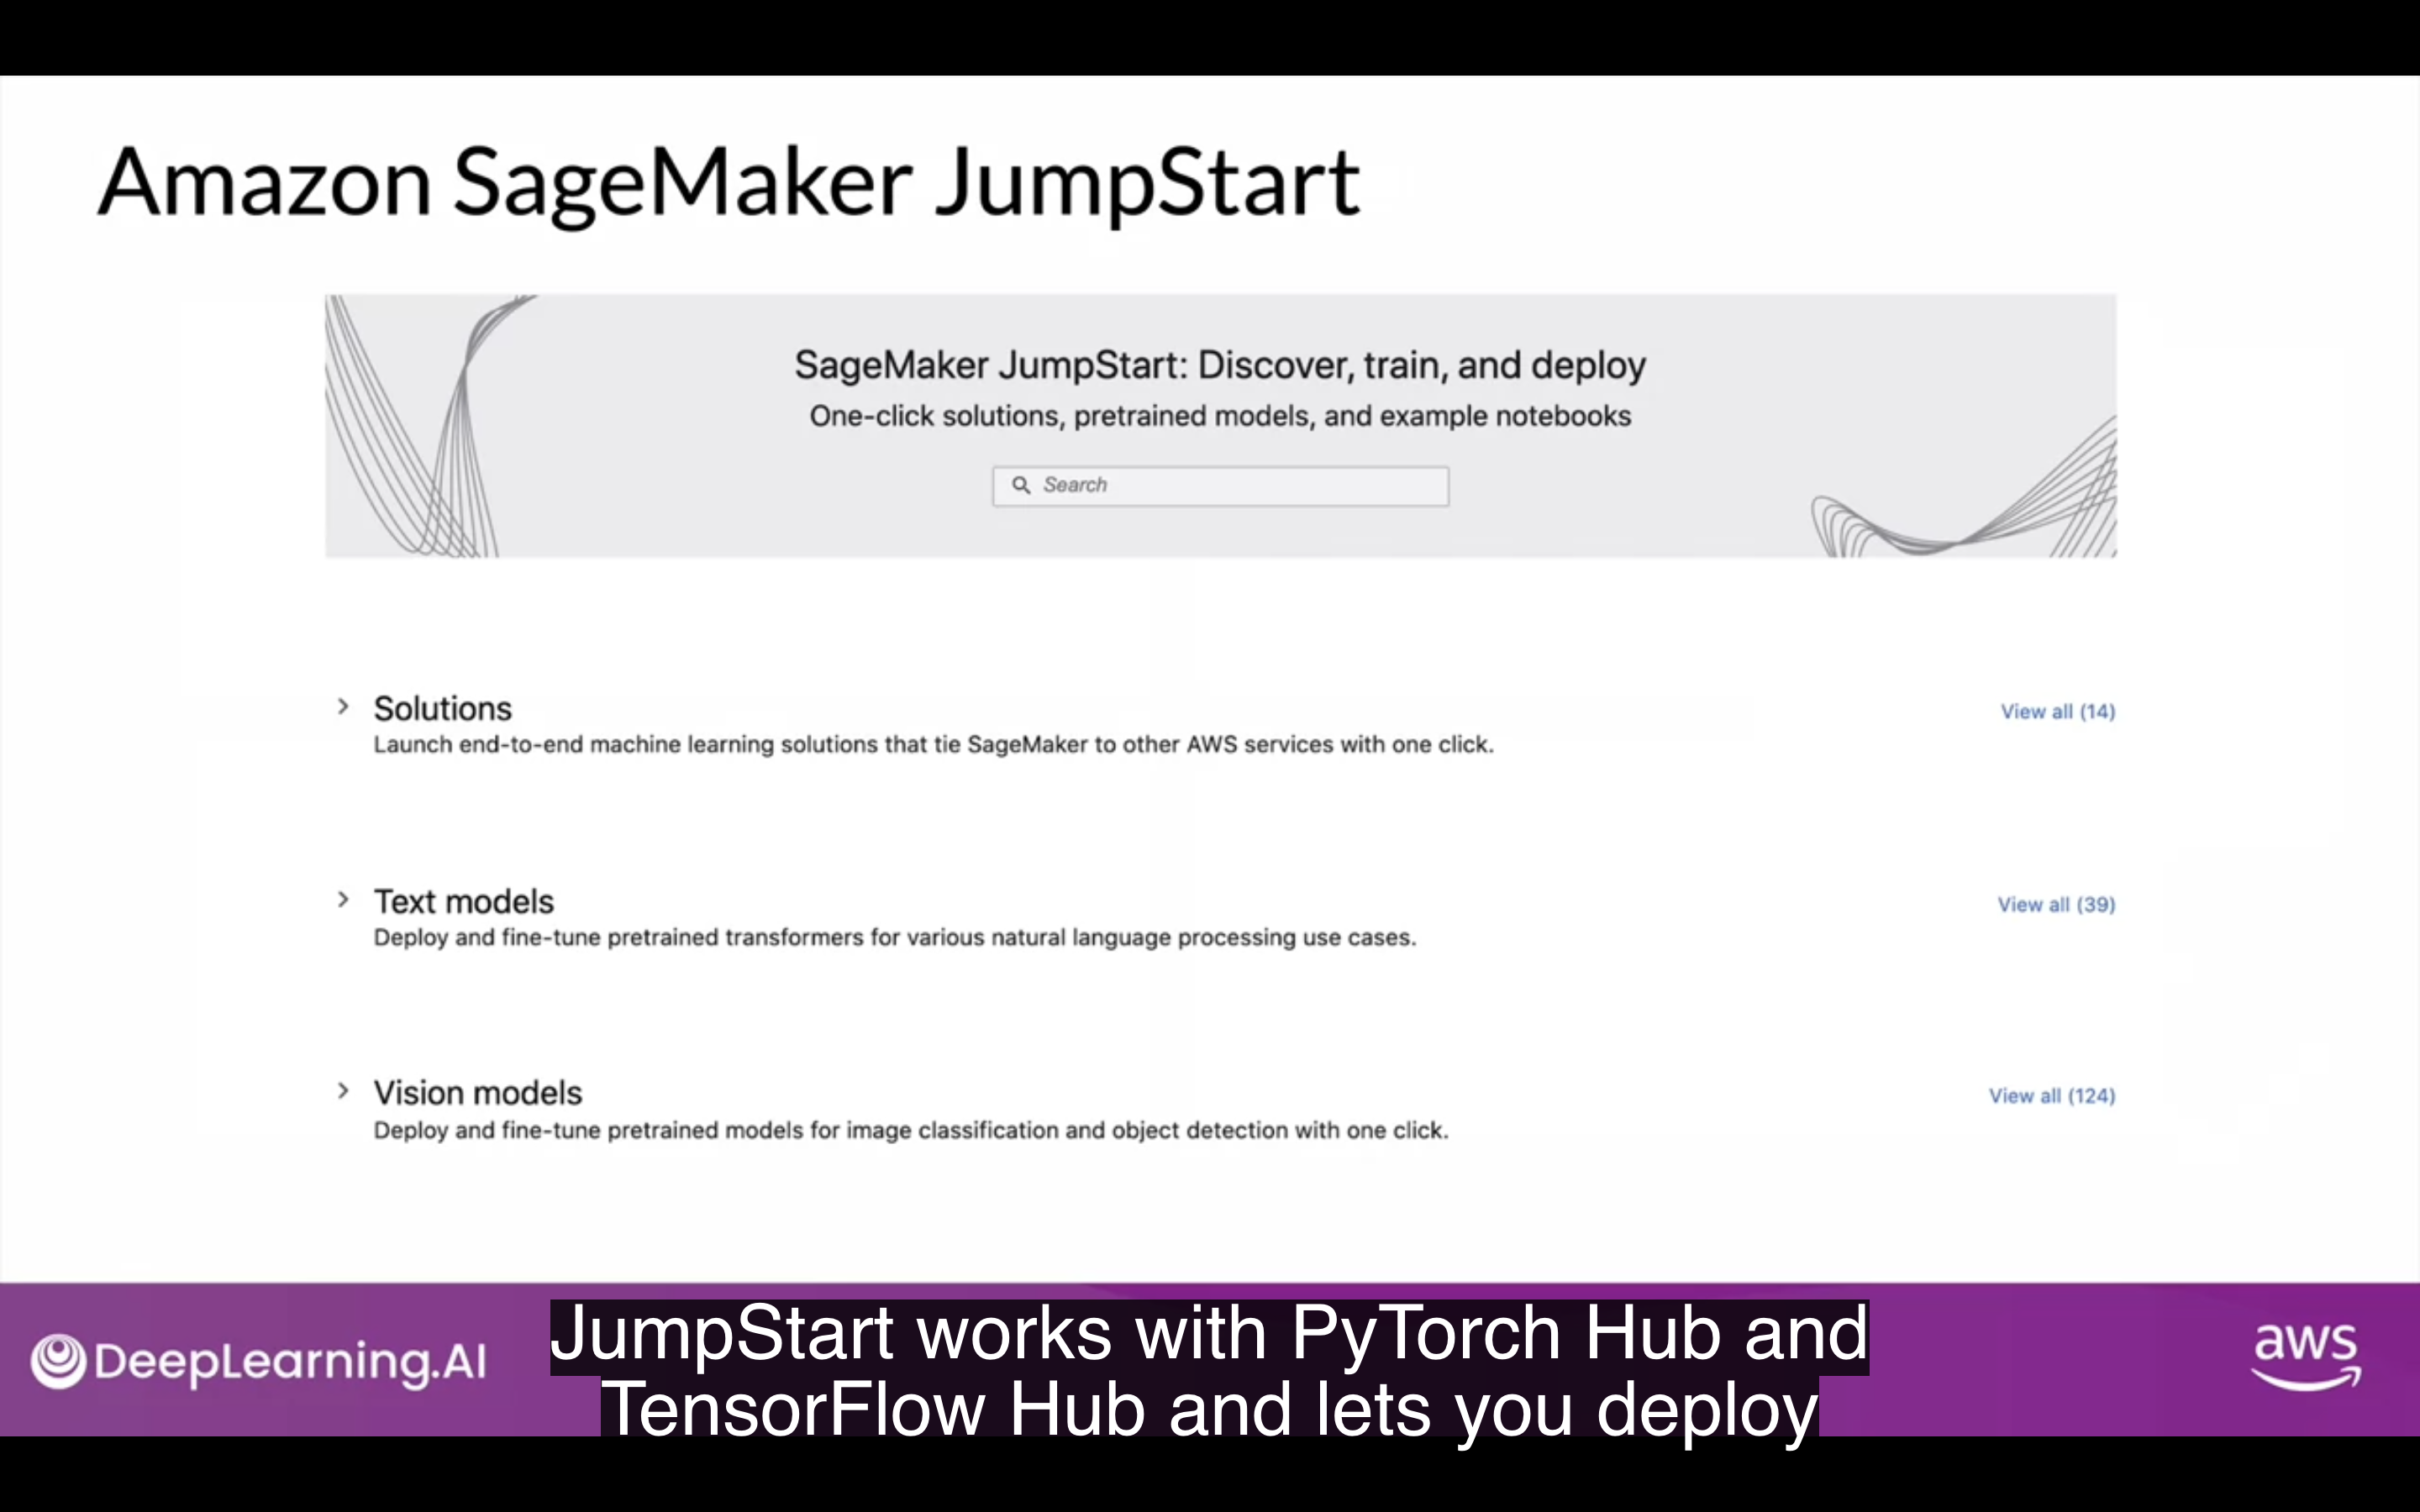 Amazon SageMaker JumpStart
SageMaker JumpStart: Discover, train, and deploy
One-click solutions, pretrained models, and example notebooks
Search
Solutions
View all (14)
Launch end-to-end machine learning solutions that tie SageMaker to other AWS services with one click.
Text models
View all (39)
Deploy and fine-tune pretrained transformers for various natural language processing use cases.
Vision models
View all (124)
Deploy and fine-tune pretrained models for image classification and object detection with one click.
DeepLearning.AI
JumpStart works with PyTorch Hub and
TensorFlow Hub and lets you deploy
aws